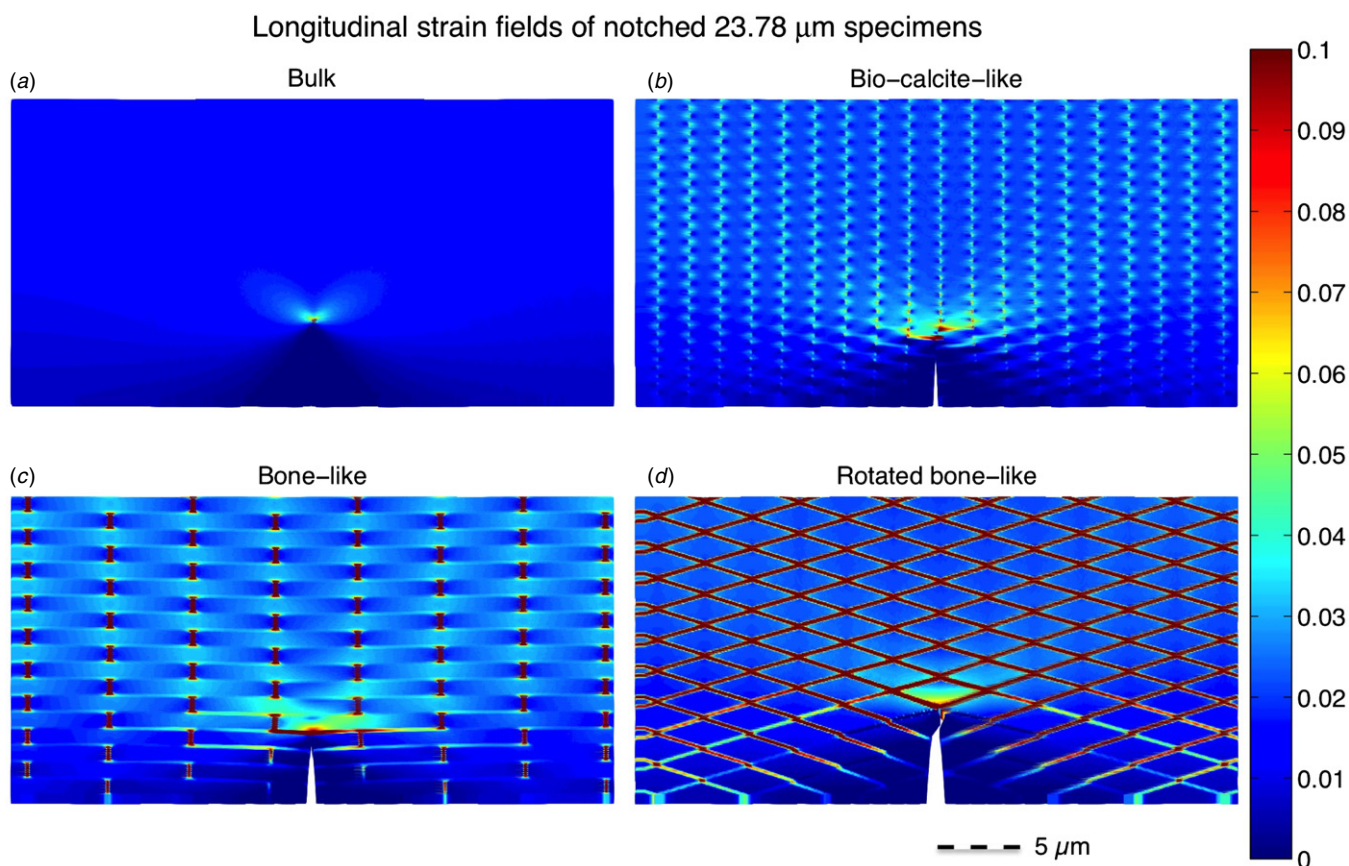 Longitudinal strain fields of notched 23.78 μm specimens
(a)
Bulk
(b)
Bio–calcite–like
(c)
Bone–like
(d)
Rotated bone–like
0.1
0.09
0.08
0.07
0.06
0.05
0.04
0.03
0.02
0.01
0
5 μm